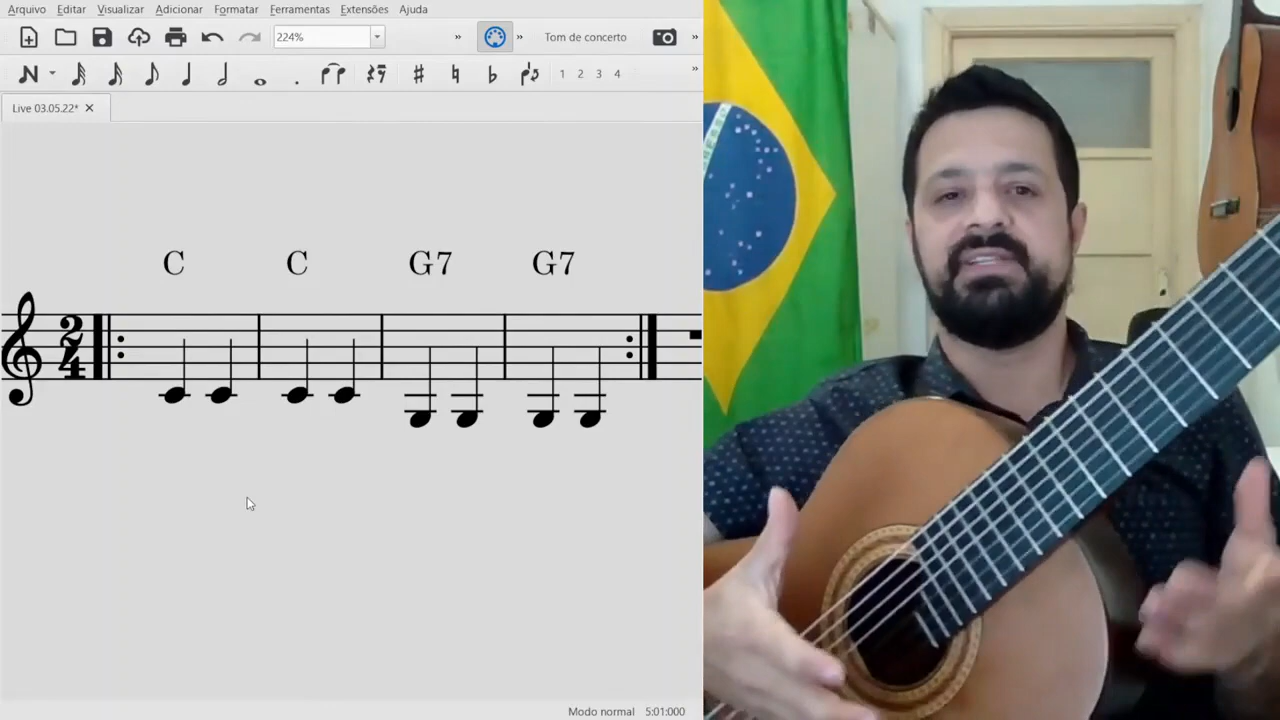 Arquivo Editar Visualizar Adicionar Formatar Ferramentas Extensões Ajuda
224% » » Tom de concerto »
1 2 3 4 »
Live 03.05.22* ×
C C G7 G7
2
4
Modo normal 5:01:000